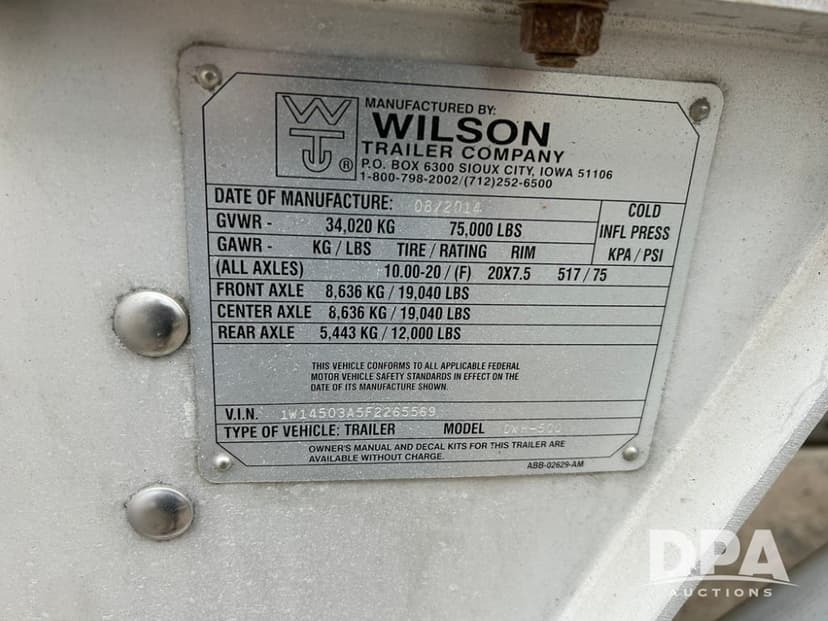 MANUFACTURED BY:
WILSON
TRAILER COMPANY
P.O. BOX 6300 SIOUX CITY, IOWA 51106
1-800-798-2002/(712)252-6500
®
DATE OF MANUFACTURE: 08/2014
COLD
GVWR - 34,020 KG 75,000 LBS
INFL PRESS
GAWR - KG / LBS TIRE / RATING RIM KPA / PSI
(ALL AXLES) 10.00-20 / (F) 20X7.5 517 / 75
FRONT AXLE 8,636 KG / 19,040 LBS
CENTER AXLE 8,636 KG / 19,040 LBS
REAR AXLE 5,443 KG / 12,000 LBS
THIS VEHICLE CONFORMS TO ALL APPLICABLE FEDERAL
MOTOR VEHICLE SAFETY STANDARDS IN EFFECT ON THE
DATE OF ITS MANUFACTURE SHOWN.
V.I.N. 1W14503A5F2265569
TYPE OF VEHICLE: TRAILER MODEL
OWNER'S MANUAL AND DECAL KITS FOR THIS TRAILER ARE
AVAILABLE WITHOUT CHARGE.
ABB-02629-AM
DPA
AUCTIONS